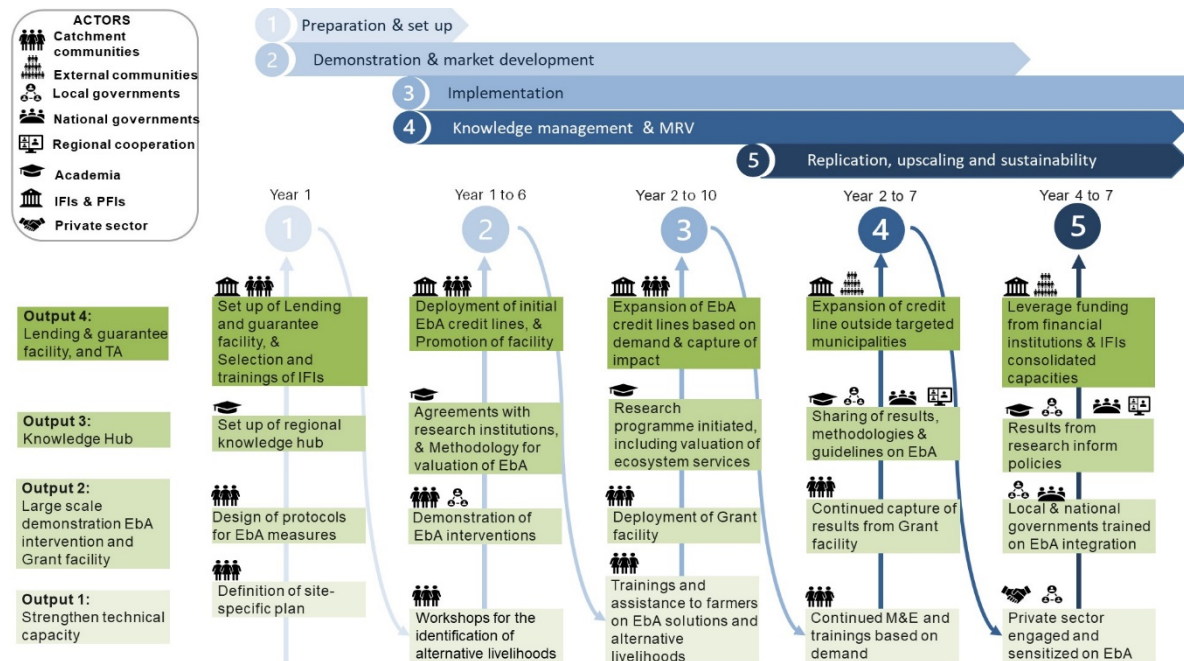 ACTORS
Catchment
communities
External communities
Local governments
National governments
Regional cooperation
Academia
IFIs & PFIs
Private sector
1 Preparation & set up
2 Demonstration & market development
3 Implementation
4 Knowledge management & MRV
5 Replication, upscaling and sustainability
Year 1
Year 1 to 6
Year 2 to 10
Year 2 to 7
Year 4 to 7
1
2
3
4
5
Output 4:
Lending & guarantee
facility, and TA
Set up of Lending
and guarantee
facility, &
Selection and
trainings of IFIs
Deployment of initial
EbA credit lines, &
Promotion of facility
Expansion of EbA
credit lines based on
demand & capture of
impact
Expansion of credit
line outside targeted
municipalities
Leverage funding
from financial
institutions & IFIs
consolidated
capacities
Output 3:
Knowledge Hub
Set up of regional
knowledge hub
Agreements with
research institutions,
& Methodology for
valuation of EbA
Research
programme initiated,
including valuation of
ecosystem services
Sharing of results,
methodologies &
guidelines on EbA
Results from
research inform
policies
Output 2:
Large scale
demonstration EbA
intervention and
Grant facility
Design of protocols
for EbA measures
Demonstration of
EbA interventions
Deployment of Grant
facility
Continued capture of
results from Grant
facility
Local & national
governments trained
on EbA integration
Output 1:
Strengthen technical
capacity
Definition of site-
specific plan
Workshops for the
identification of
alternative livelihoods
Trainings and
assistance to farmers
on EbA solutions and
alternative
livelihoods
Continued M&E and
trainings based on
demand
Private sector
engaged and
sensitized on EbA